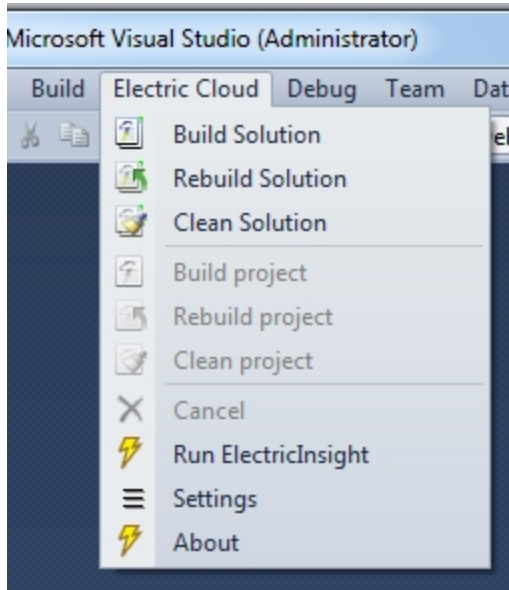 Microsoft Visual Studio (Administrator)
Build Electric Cloud Debug Team
Build Solution
Rebuild Solution
Clean Solution
Build project
Rebuild project
Clean project
Cancel
Run ElectricInsight
Settings
About